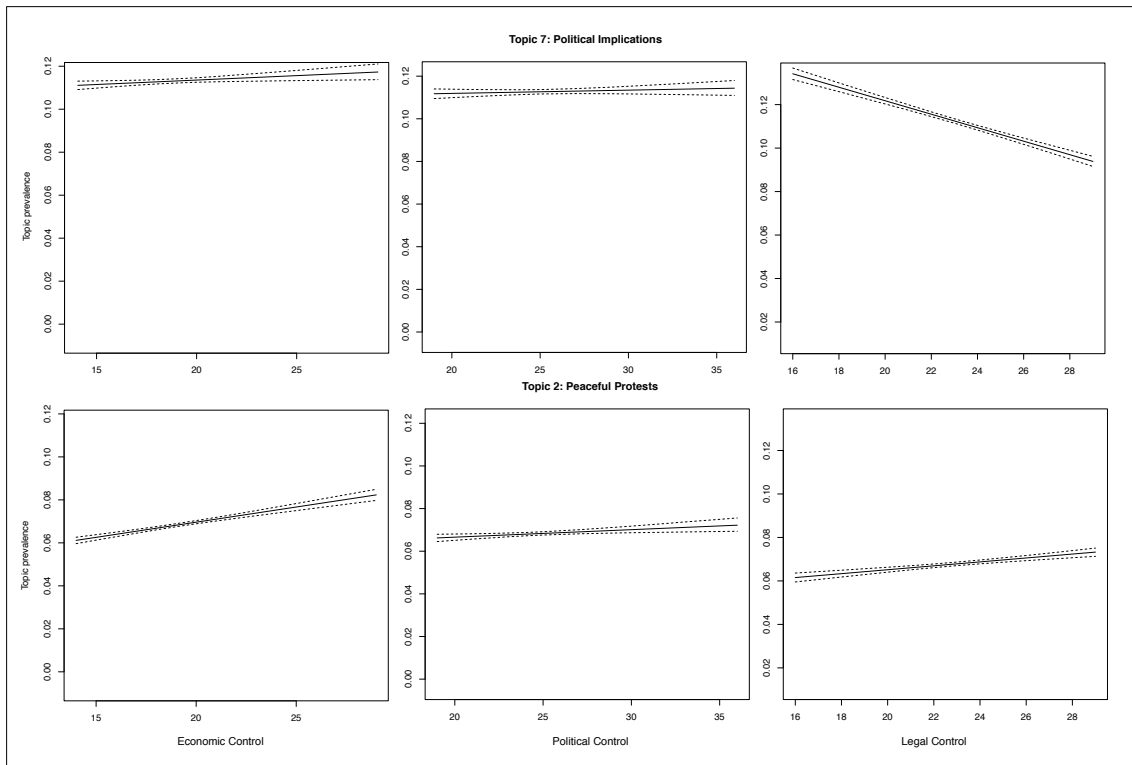 Topic 7: Political Implications
Topic prevalence
0.00 0.02 0.04 0.06 0.08 0.10 0.12
15 20 25
0.00 0.02 0.04 0.06 0.08 0.10 0.12
20 25 30 35
0.02 0.04 0.06 0.08 0.10 0.12
16 18 20 22 24 26 28
Topic 2: Peaceful Protests
Topic prevalence
0.00 0.02 0.04 0.06 0.08 0.10 0.12
15 20 25
Economic Control
0.00 0.02 0.04 0.06 0.08 0.10 0.12
20 25 30 35
Political Control
0.02 0.04 0.06 0.08 0.10 0.12
16 18 20 22 24 26 28
Legal Control